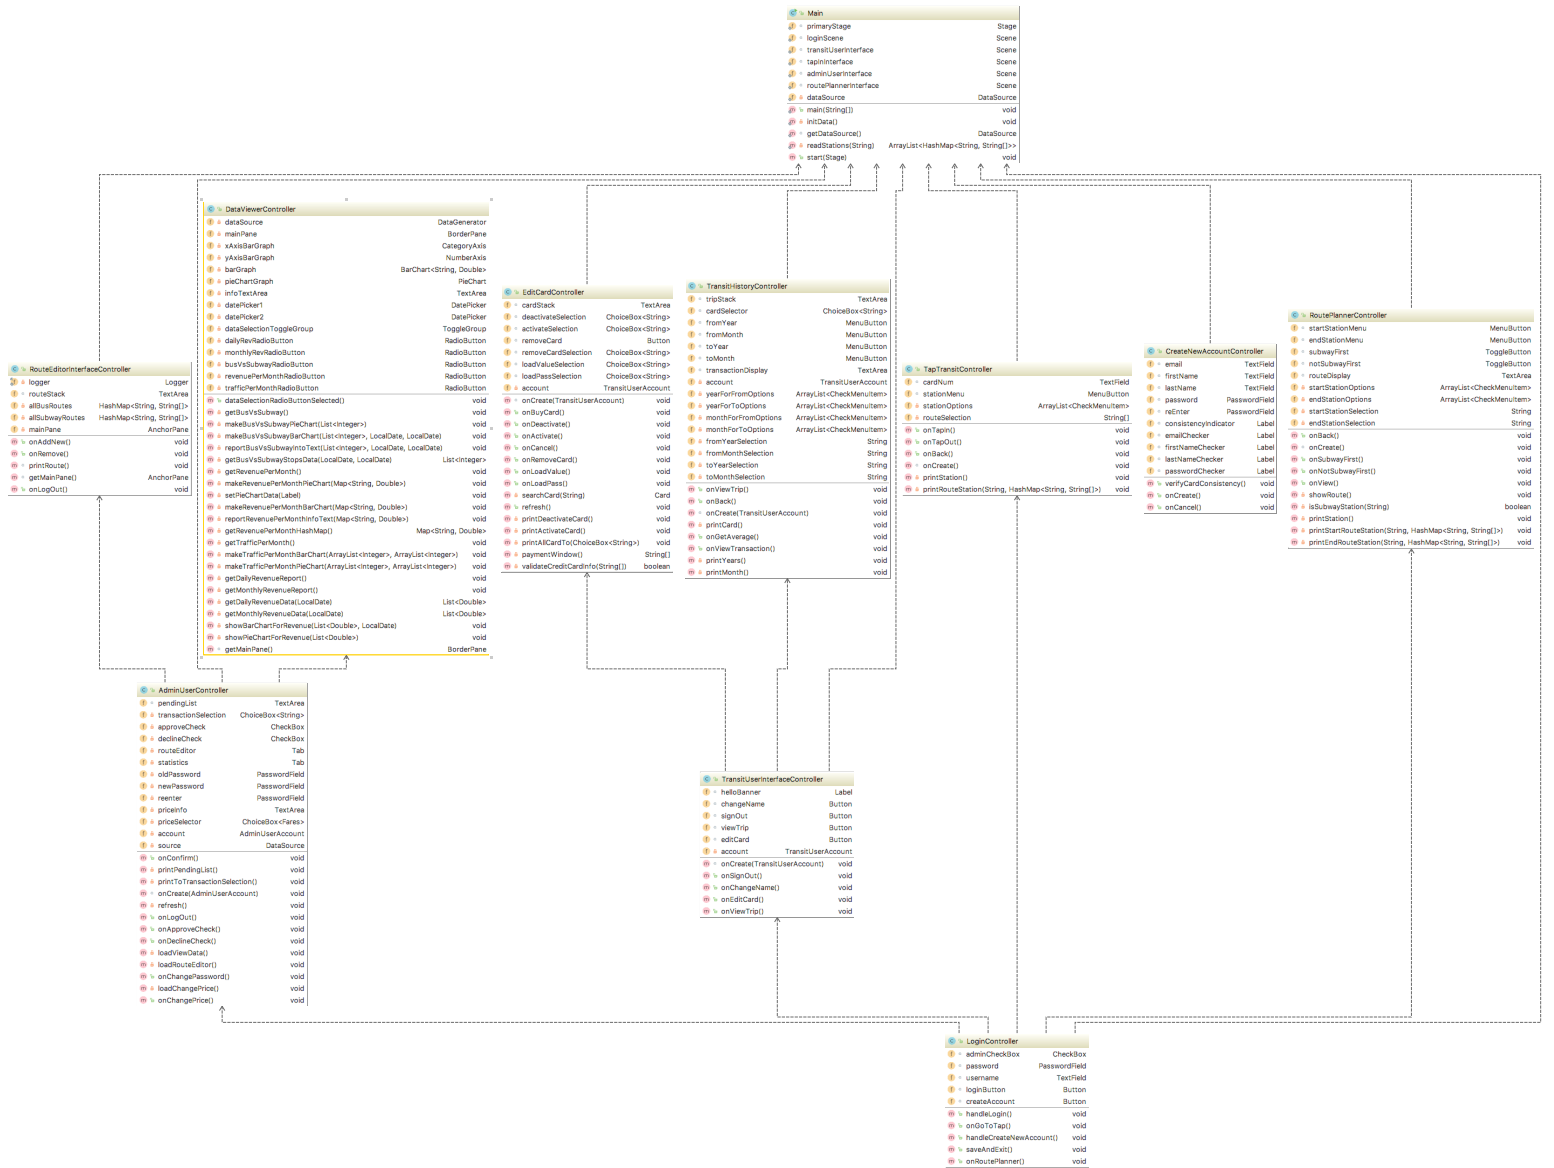 Main
primaryStage Stage
loginScene Scene
transitUserInterface Scene
tapInInterface Scene
adminUserInterface Scene
routePlannerInterface Scene
dataSource DataSource
main(String[]) void
initData() void
getDataSource() DataSource
readStations(String) ArrayList<HashMap<String, String[]>>
start(Stage) void
RouteEditorInterfaceController
logger Logger
routeStack TextArea
allBusRoutes HashMap<String, String[]>
allSubwayRoutes HashMap<String, String[]>
mainPane AnchorPane
onAddNew() void
onRemove() void
printRoute() void
getMainPane() AnchorPane
onLogOut() void
DataViewerController
dataSource DataGenerator
mainPane BorderPane
xAxisBarGraph CategoryAxis
yAxisBarGraph NumberAxis
barGraph BarChart<String, Double>
pieChartGraph PieChart
infoTextArea TextArea
datePicker1 DatePicker
datePicker2 DatePicker
dataSelectionToggleGroup ToggleGroup
dailyRevRadioButton RadioButton
monthlyRevRadioButton RadioButton
busVsSubwayRadioButton RadioButton
revenuePerMonthRadioButton RadioButton
trafficPerMonthRadioButton RadioButton
dataSelectionRadioButtonSelected() void
getBusVsSubway() void
makeBusVsSubwayPieChart(List<Integer>) void
makeBusVsSubwayBarChart(List<Integer>, LocalDate, LocalDate) void
reportBusVsSubwayIntoText(List<Integer>, LocalDate, LocalDate) void
getBusVsSubwayStopsData(LocalDate, LocalDate) List<Integer>
getRevenuePerMonth() void
makeRevenuePerMonthPieChart(Map<String, Double>) void
setPieChartData(Label) void
makeRevenuePerMonthBarChart(Map<String, Double>) void
reportRevenuePerMonthInfoText(Map<String, Double>) void
getRevenuePerMonthHashMap() Map<String, Double>
getTrafficPerMonth() void
makeTrafficPerMonthBarChart(ArrayList<Integer>, ArrayList<Integer>) void
makeTrafficPerMonthPieChart(ArrayList<Integer>, ArrayList<Integer>) void
getDailyRevenueReport() void
getMonthlyRevenueReport() void
getDailyRevenueData(LocalDate) List<Double>
getMonthlyRevenueData(LocalDate) List<Double>
showBarChartForRevenue(List<Double>, LocalDate) void
showPieChartForRevenue(List<Double>) void
getMainPane() BorderPane
EditCardController
cardStack TextArea
deactivateSelection ChoiceBox<String>
activateSelection ChoiceBox<String>
removeCard Button
removeCardSelection ChoiceBox<String>
loadValueSelection ChoiceBox<String>
loadPassSelection ChoiceBox<String>
account TransitUserAccount
onCreate(TransitUserAccount) void
onBuyCard() void
onDeactivate() void
onActivate() void
onCancel() void
onRemoveCard() void
onLoadValue() void
onLoadPass() void
searchCard(String) Card
refresh() void
printDeactivateCard() void
printActivateCard() void
printAllCardTo(ChoiceBox<String>) void
paymentWindow() String[]
validateCreditCardInfo(String[]) boolean
TransitHistoryController
tripStack TextArea
cardSelector ChoiceBox<String>
fromYear MenuButton
fromMonth MenuButton
toYear MenuButton
toMonth MenuButton
transactionDisplay TextArea
account TransitUserAccount
yearForFromOptions ArrayList<CheckMenuItem>
yearForToOptions ArrayList<CheckMenuItem>
monthForFromOptions ArrayList<CheckMenuItem>
monthForToOptions ArrayList<CheckMenuItem>
fromYearSelection String
fromMonthSelection String
toYearSelection String
toMonthSelection String
onViewTrip() void
onBack() void
onCreate(TransitUserAccount) void
printCard() void
onGetAverage() void
onViewTransaction() void
printYears() void
printMonth() void
TapTransitController
cardNum TextField
stationMenu MenuButton
stationOptions ArrayList<CheckMenuItem>
routeSelection String[]
onTapIn() void
onTapOut() void
onBack() void
onCreate() void
printStation() void
printRouteStation(String, HashMap<String, String[]>) void
CreateNewAccountController
email TextField
firstName TextField
lastName TextField
password PasswordField
reEnter PasswordField
consistencyIndicator Label
emailChecker Label
firstNameChecker Label
lastNameChecker Label
passwordChecker Label
verifyCardConsistency() void
onCreate() void
onCancel() void
RoutePlannerController
startStationMenu MenuButton
endStationMenu MenuButton
subwayFirst ToggleButton
notSubwayFirst ToggleButton
routeDisplay TextArea
startStationOptions ArrayList<CheckMenuItem>
endStationOptions ArrayList<CheckMenuItem>
startStationSelection String
endStationSelection String
onBack() void
onCreate() void
onSubwayFirst() void
onNotSubwayFirst() void
onView() void
showRoute() void
isSubwayStation(String) boolean
printStation() void
printStartRouteStation(String, HashMap<String, String[]>) void
printEndRouteStation(String, HashMap<String, String[]>) void
AdminUserController
pendingList TextArea
transactionSelection ChoiceBox<String>
approveCheck CheckBox
declineCheck CheckBox
routeEditor Tab
statistics Tab
oldPassword PasswordField
newPassword PasswordField
reenter PasswordField
priceInfo TextArea
priceSelector ChoiceBox<Fares>
account AdminUserAccount
source DataSource
onConfirm() void
printPendingList() void
printToTransactionSelection() void
onCreate(AdminUserAccount) void
refresh() void
onLogOut() void
onApproveCheck() void
onDeclineCheck() void
loadViewData() void
loadRouteEditor() void
onChangePassword() void
loadChangePrice() void
onChangePrice() void
TransitUserInterfaceController
helloBanner Label
changeName Button
signOut Button
viewTrip Button
editCard Button
account TransitUserAccount
onCreate(TransitUserAccount) void
onSignOut() void
onChangeName() void
onEditCard() void
onViewTrip() void
LoginController
adminCheckBox CheckBox
password PasswordField
username TextField
loginButton Button
createAccount Button
handleLogin() void
onGoToTap() void
handleCreateNewAccount() void
saveAndExit() void
onRoutePlanner() void